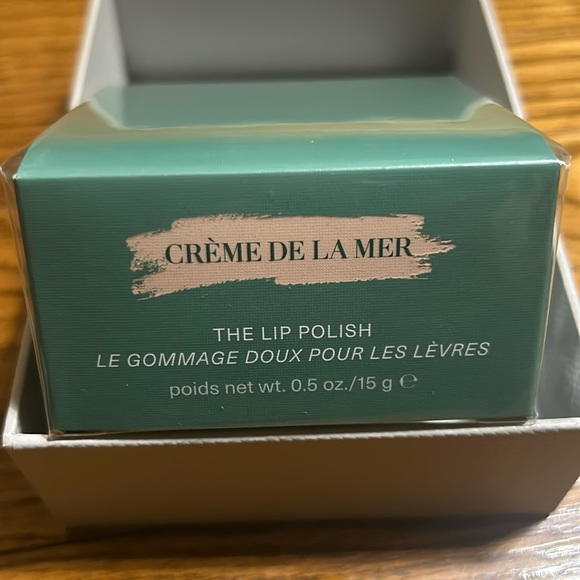 CRÈME DE LA MER
THE LIP POLISH
LE GOMMAGE DOUX POUR LES LÈVRES
poids net wt. 0.5 oz./15 g ℮